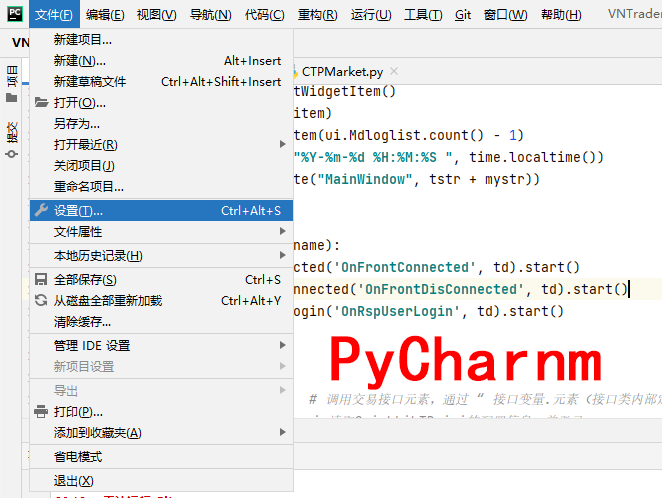 PC 文件(F) 编辑(E) 视图(V) 导航(N) 代码(C) 重构(R) 运行(U) 工具(T) Git 窗口(W) 帮助(H) VNTrader
VN
新建项目...
新建(N)... Alt+Insert
CTPMarket.py
新建草稿文件 Ctrl+Alt+Shift+Insert
项目
tWidgetItem()
打开(O)...
item)
另存为...
提交
tem(ui.Mdloglist.count() - 1)
打开最近(R)
"%Y-%m-%d %H:%M:%S ", time.localtime())
关闭项目(J)
te("MainWindow", tstr + mystr))
重命名项目...
设置(T)... Ctrl+Alt+S
文件属性
name):
本地历史记录(H)
cted('OnFrontConnected', td).start()
全部保存(S) Ctrl+S
nnected('OnFrontDisConnected', td).start()
从磁盘全部重新加载 Ctrl+Alt+Y
ogin('OnRspUserLogin', td).start()
清除缓存...
管理 IDE 设置
PyCharnm
新项目设置
导出
# 调用交易接口元素，通过 “ 接口变量.元素（接口类内部定
打印(P)...
添加到收藏夹(A)
省电模式
退出(X)